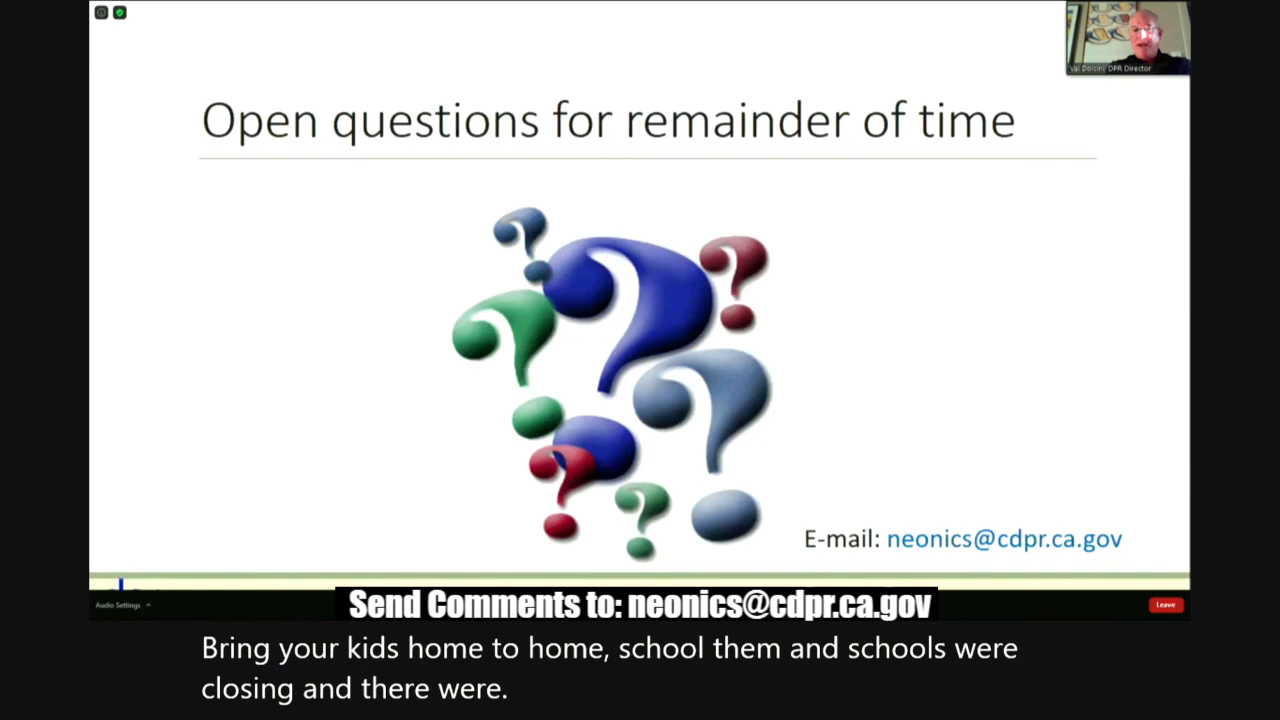 Val Dolcini, DPR Director
Open questions for remainder of time
E-mail: neonics@cdpr.ca.gov
Audio Settings
Leave
Send Comments to: neonics@cdpr.ca.gov
Bring your kids home to home, school them and schools were
closing and there were.